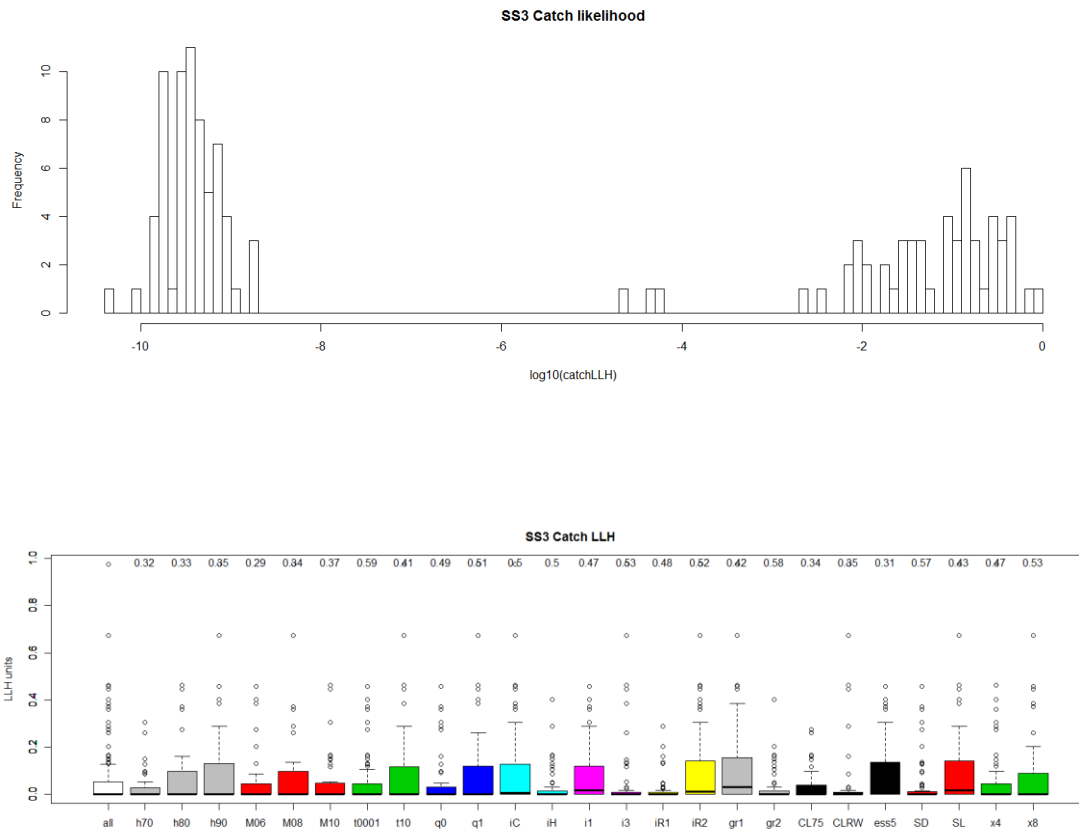 SS3 Catch likelihood
Frequency
0 2 4 6 8 10
-10 -8 -6 -4 -2 0
log10(catchLLH)
SS3 Catch LLH
LLH units
0.0 0.2 0.4 0.6 0.8 1.0
0.32 0.33 0.35 0.29 0.34 0.37 0.59 0.41 0.49 0.51 0.5 0.5 0.47 0.53 0.48 0.52 0.42 0.58 0.34 0.35 0.31 0.57 0.43 0.47 0.53
all h70 h80 h90 M06 M08 M10 t0001 t10 q0 q1 iC iH i1 i3 iR1 iR2 gr1 gr2 CL75 CLRW ess5 SD SL x4 x8